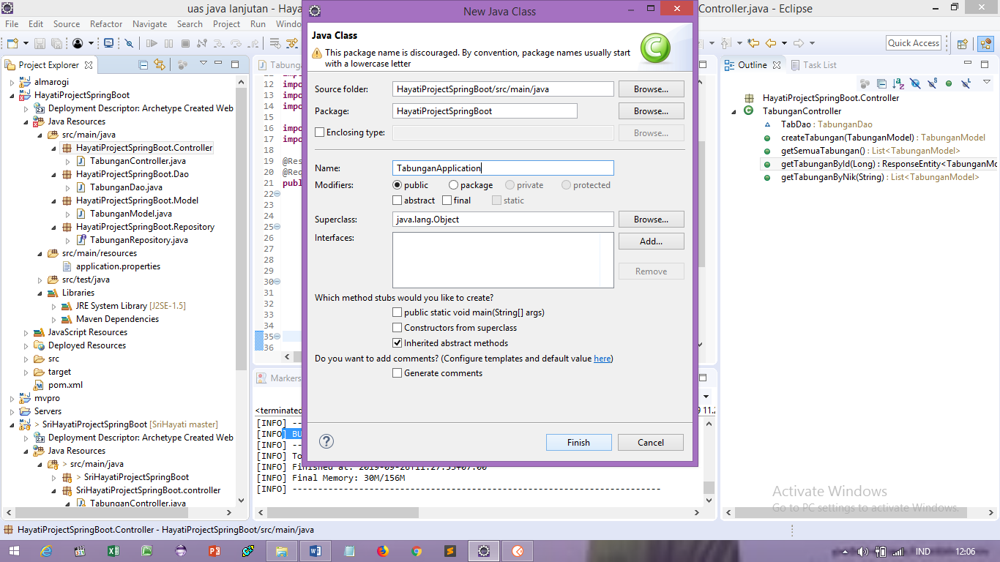 uas java lanutan - Haya
Controller.java - Eclipse
New Java Class
File Edit Source Refactor Navigate Search Project Run Windo
Quick Access
Java Class
This package name is discouraged. By convention, package names usually start
with a lowercase letter
Source folder: HayatiProjectSpringBoot/src/main/java Browse...
Package: HayatiProjectSpringBoot Browse...
Enclosing type: Browse...
Name: TabunganApplication
Modifiers: public package private protected
abstract final static
Superclass: java.lang.Object Browse...
Interfaces: Add...
Remove
Which method stubs would you like to create?
public static void main(String[] args)
Constructors from superclass
Inherited abstract methods
Do you want to add comments? (Configure templates and default value here)
Generate comments
? Finish Cancel
Project Explorer
almarogi
HayatiProjectSpringBoot
Deployment Descriptor: Archetype Created Web
Java Resources
src/main/java
HayatiProjectSpringBoot.Controller
TabunganController.java
HayatiProjectSpringBoot.Dao
TabunganDao.java
HayatiProjectSpringBoot.Model
TabunganModel.java
HayatiProjectSpringBoot.Repository
TabunganRepository.java
src/main/resources
application.properties
src/test/java
Libraries
JRE System Library [J2SE-1.5]
Maven Dependencies
JavaScript Resources
Deployed Resources
src
target
pom.xml
mvpro
Servers
> SriHayatiProjectSpringBoot [SriHayati master]
Deployment Descriptor: Archetype Created Web
Java Resources
> src/main/java
> SriHayatiProjectSpringBoot
SriHayatiProjectSpringBoot.controller
TabunganController.java
Tabung
12 impo
13 impo
14 impo
16 impo
17 impo
19 @Res
20 @Rec
21 publ
22
23
24
25
26
27
28
29
30
31
32
33
34
35
36
Markers
<terminated
9 11.2
[INFO] --
[INFO] BU
[INFO] --
[INFO] To
[INFO] Finished at: 2019-09-28T11:27:55+07:00
[INFO] Final Memory: 30M/156M
[INFO] ------------------------------------------------------------------------
Outline Task List
HayatiProjectSpringBoot.Controller
TabunganController
TabDao : TabunganDao
createTabungan(TabunganModel) : TabunganModel
getSemuaTabungan() : List<TabunganModel>
getTabunganById(Long) : ResponseEntity<TabunganMo
getTabunganByNik(String) : List<TabunganModel>
Activate Windows
Go to PC settings to activate Windows.
HayatiProjectSpringBoot.Controller - HayatiProjectSpringBoot/src/main/java
IND 12:06